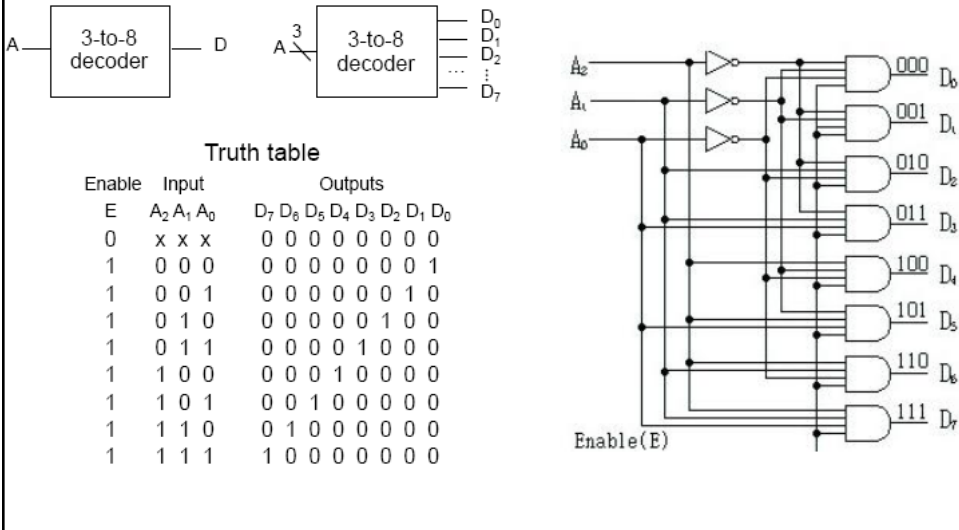 A
3-to-8
decoder
D
A
3
3-to-8
decoder
D₀
D₁
D₂
...
⋮
D₇
Truth table
Enable Input Outputs
E A₂ A₁ A₀ D₇ D₆ D₅ D₄ D₃ D₂ D₁ D₀
0 x x x 0 0 0 0 0 0 0 0
1 0 0 0 0 0 0 0 0 0 0 1
1 0 0 1 0 0 0 0 0 0 1 0
1 0 1 0 0 0 0 0 0 1 0 0
1 0 1 1 0 0 0 0 1 0 0 0
1 1 0 0 0 0 0 1 0 0 0 0
1 1 0 1 0 0 1 0 0 0 0 0
1 1 1 0 0 1 0 0 0 0 0 0
1 1 1 1 1 0 0 0 0 0 0 0
A₂
A₁
A₀
000 D₀
001 D₁
010 D₂
011 D₃
100 D₄
101 D₅
110 D₆
111 D₇
Enable(E)